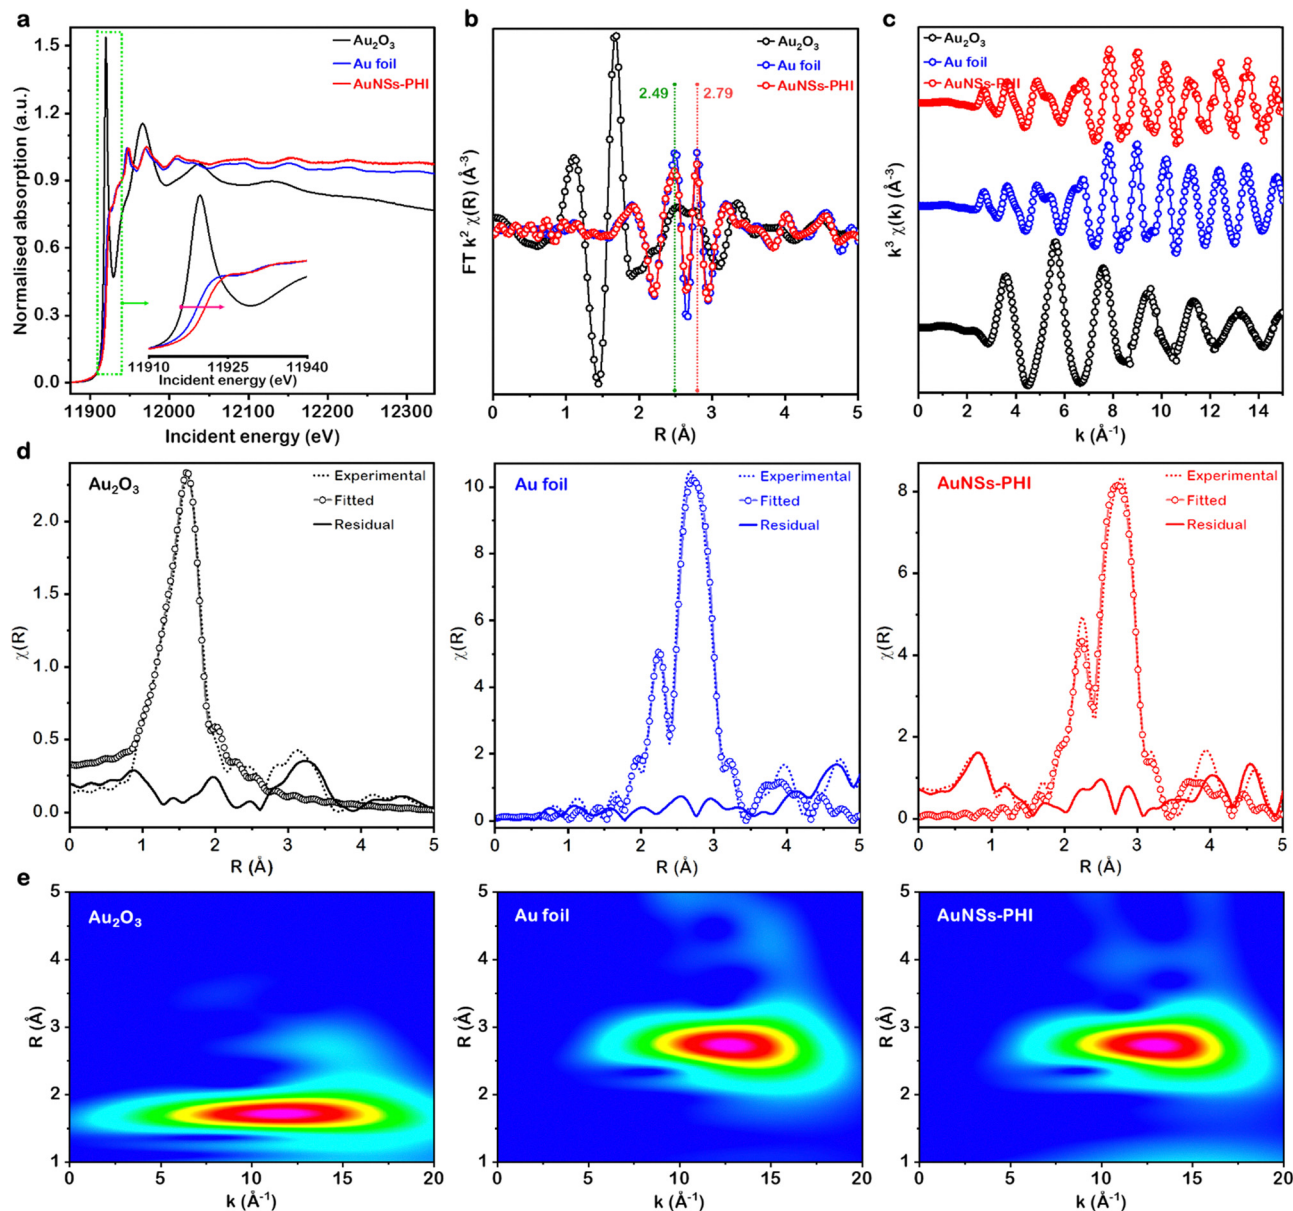 a
1.5
1.2
0.9
0.6
0.3
0.0
Normalised absorption (a.u.)
Au₂O₃
Au foil
AuNSs-PHI
11910
11925
11940
Incident energy (eV)
11900
12000
12100
12200
12300
Incident energy (eV)
b
Au₂O₃
Au foil
AuNSs-PHI
2.49
2.79
FT k² χ(R) (Å⁻³)
0
1
2
3
4
5
R (Å)
c
Au₂O₃
Au foil
AuNSs-PHI
k³ χ(k) (Å⁻³)
0
2
4
6
8
10
12
14
k (Å⁻¹)
d
Au₂O₃
Experimental
Fitted
Residual
2.0
1.5
1.0
0.5
0.0
χ(R)
0
1
2
3
4
5
R (Å)
Au foil
Experimental
Fitted
Residual
10
8
6
4
2
0
χ(R)
0
1
2
3
4
5
R (Å)
AuNSs-PHI
Experimental
Fitted
Residual
8
6
4
2
0
χ(R)
0
1
2
3
4
5
R (Å)
e
Au₂O₃
5
4
3
2
1
R (Å)
0
5
10
15
20
k (Å⁻¹)
Au foil
5
4
3
2
1
R (Å)
0
5
10
15
20
k (Å⁻¹)
AuNSs-PHI
5
4
3
2
1
R (Å)
0
5
10
15
20
k (Å⁻¹)